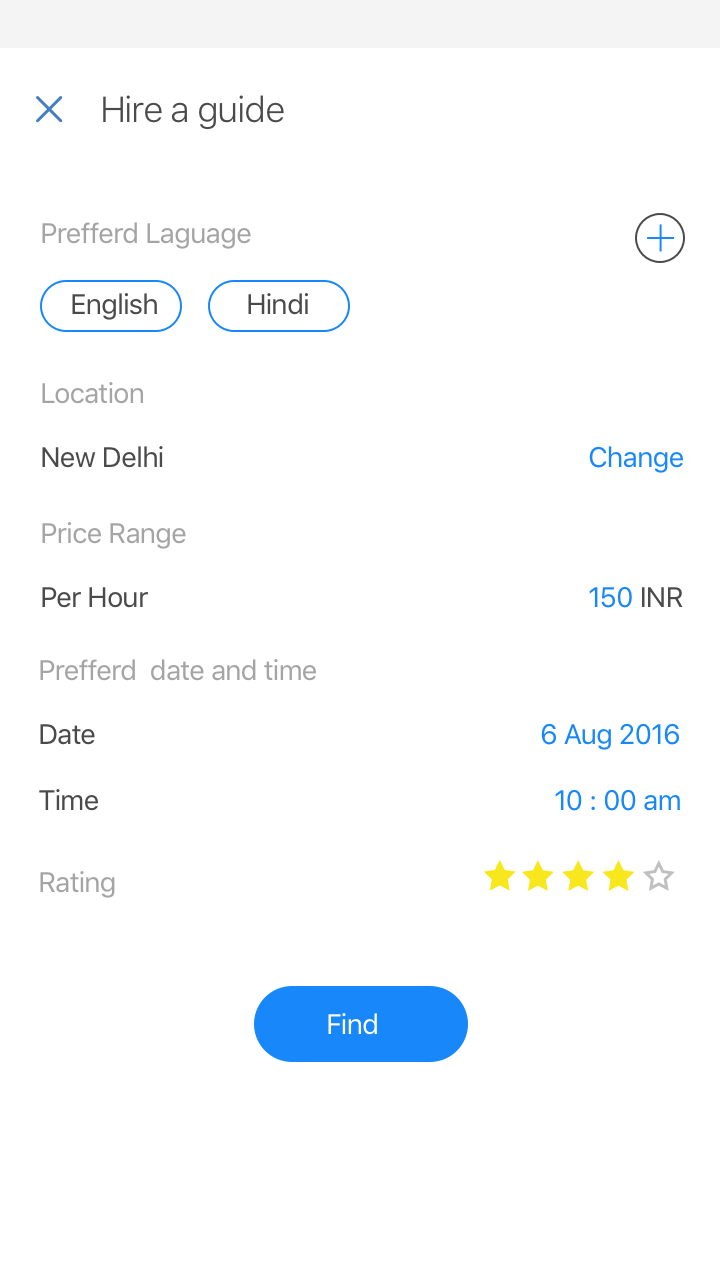 Hire a guide
Prefferd Laguage
English Hindi
Location
New Delhi Change
Price Range
Per Hour 150 INR
Prefferd date and time
Date 6 Aug 2016
Time 10 : 00 am
Rating
Find